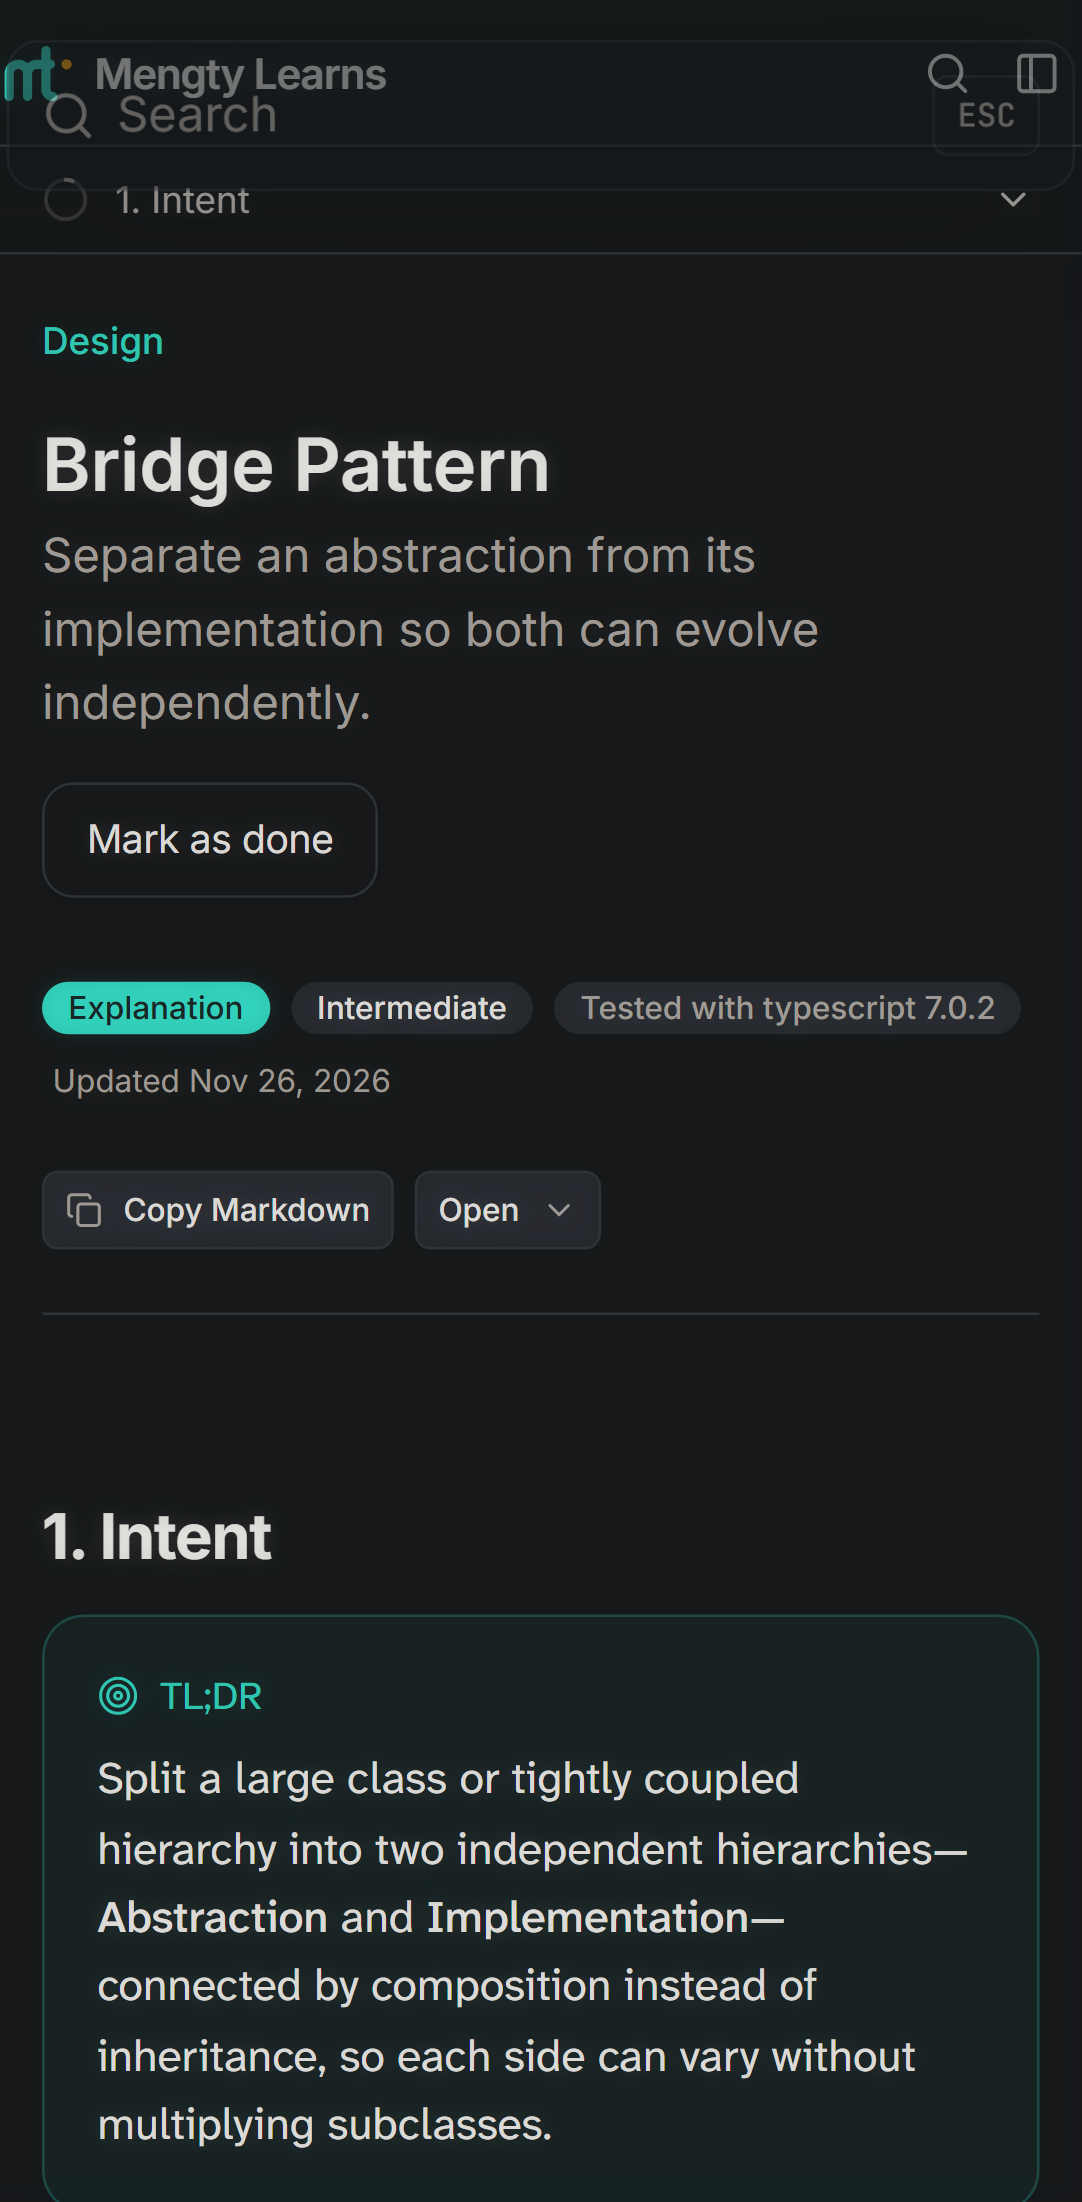 mt
Mengty Learns
Search
ESC
1. Intent
Design
Bridge Pattern
Separate an abstraction from its
implementation so both can evolve
independently.
Mark as done
Explanation
Intermediate
Tested with typescript 7.0.2
Updated Nov 26, 2026
Copy Markdown
Open
1. Intent
TL;DR
Split a large class or tightly coupled
hierarchy into two independent hierarchies—
Abstraction and Implementation—
connected by composition instead of
inheritance, so each side can vary without
multiplying subclasses.